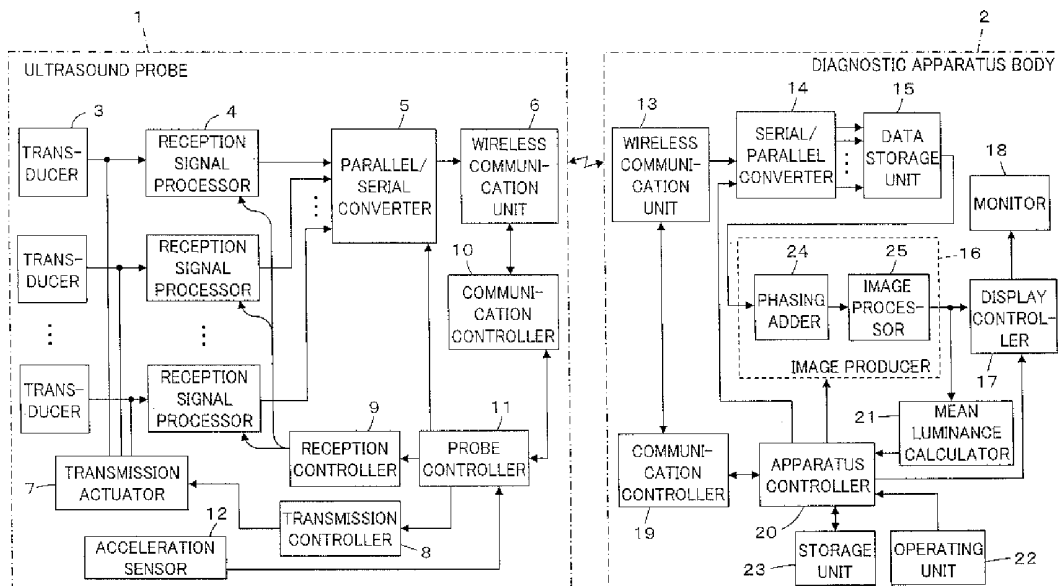 1
2
ULTRASOUND PROBE
DIAGNOSTIC APPARATUS BODY
3
TRANS-
DUCER
4
RECEPTION
SIGNAL
PROCESSOR
5
PARALLEL/
SERIAL
CONVERTER
6
WIRELESS
COMMUNI-
CATION
UNIT
13
WIRELESS
COMMUNI-
CATION
UNIT
14
SERIAL/
PARALLEL
CONVERTER
15
DATA
STORAGE
UNIT
18
MONITOR
TRANS-
DUCER
RECEPTION
SIGNAL
PROCESSOR
10
COMMUNI-
CATION
CONTROLLER
24
PHASING
ADDER
25
IMAGE
PROCES-
SOR
16
DISPLAY
CONTROL-
LER
17
IMAGE PRODUCER
TRANS-
DUCER
RECEPTION
SIGNAL
PROCESSOR
9
RECEPTION
CONTROLLER
11
PROBE
CONTROLLER
21
MEAN
LUMINANCE
CALCULATOR
7
TRANSMISSION
ACTUATOR
COMMUNI-
CATION
CONTROLLER
19
APPARATUS
CONTROLLER
20
12
ACCELERATION
SENSOR
TRANSMISSION
CONTROLLER
8
23
STORAGE
UNIT
OPERATING
UNIT
22